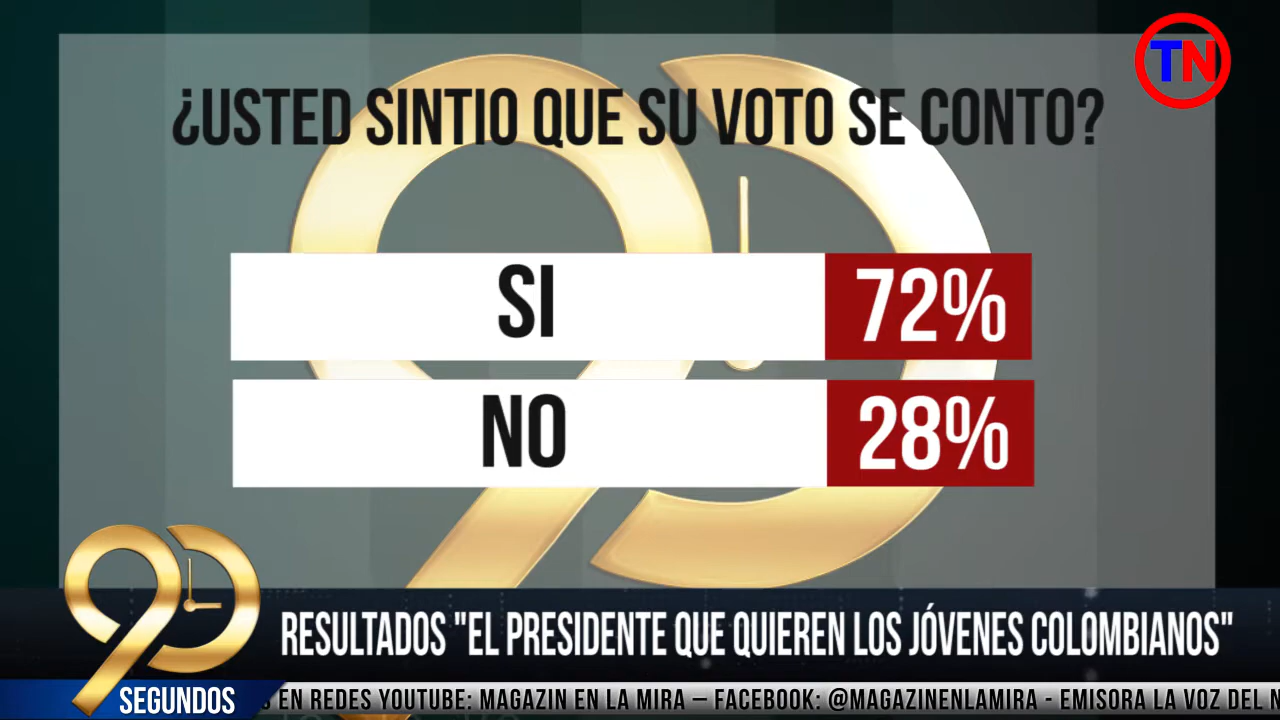 TN
¿USTED SINTIO QUE SU VOTO SE CONTO?
SI 72%
NO 28%
90
SEGUNDOS
RESULTADOS "EL PRESIDENTE QUE QUIEREN LOS JÓVENES COLOMBIANOS"
EN REDES YOUTUBE: MAGAZIN EN LA MIRA – FACEBOOK: @MAGAZINENLAMIRA - EMISORA LA VOZ DEL